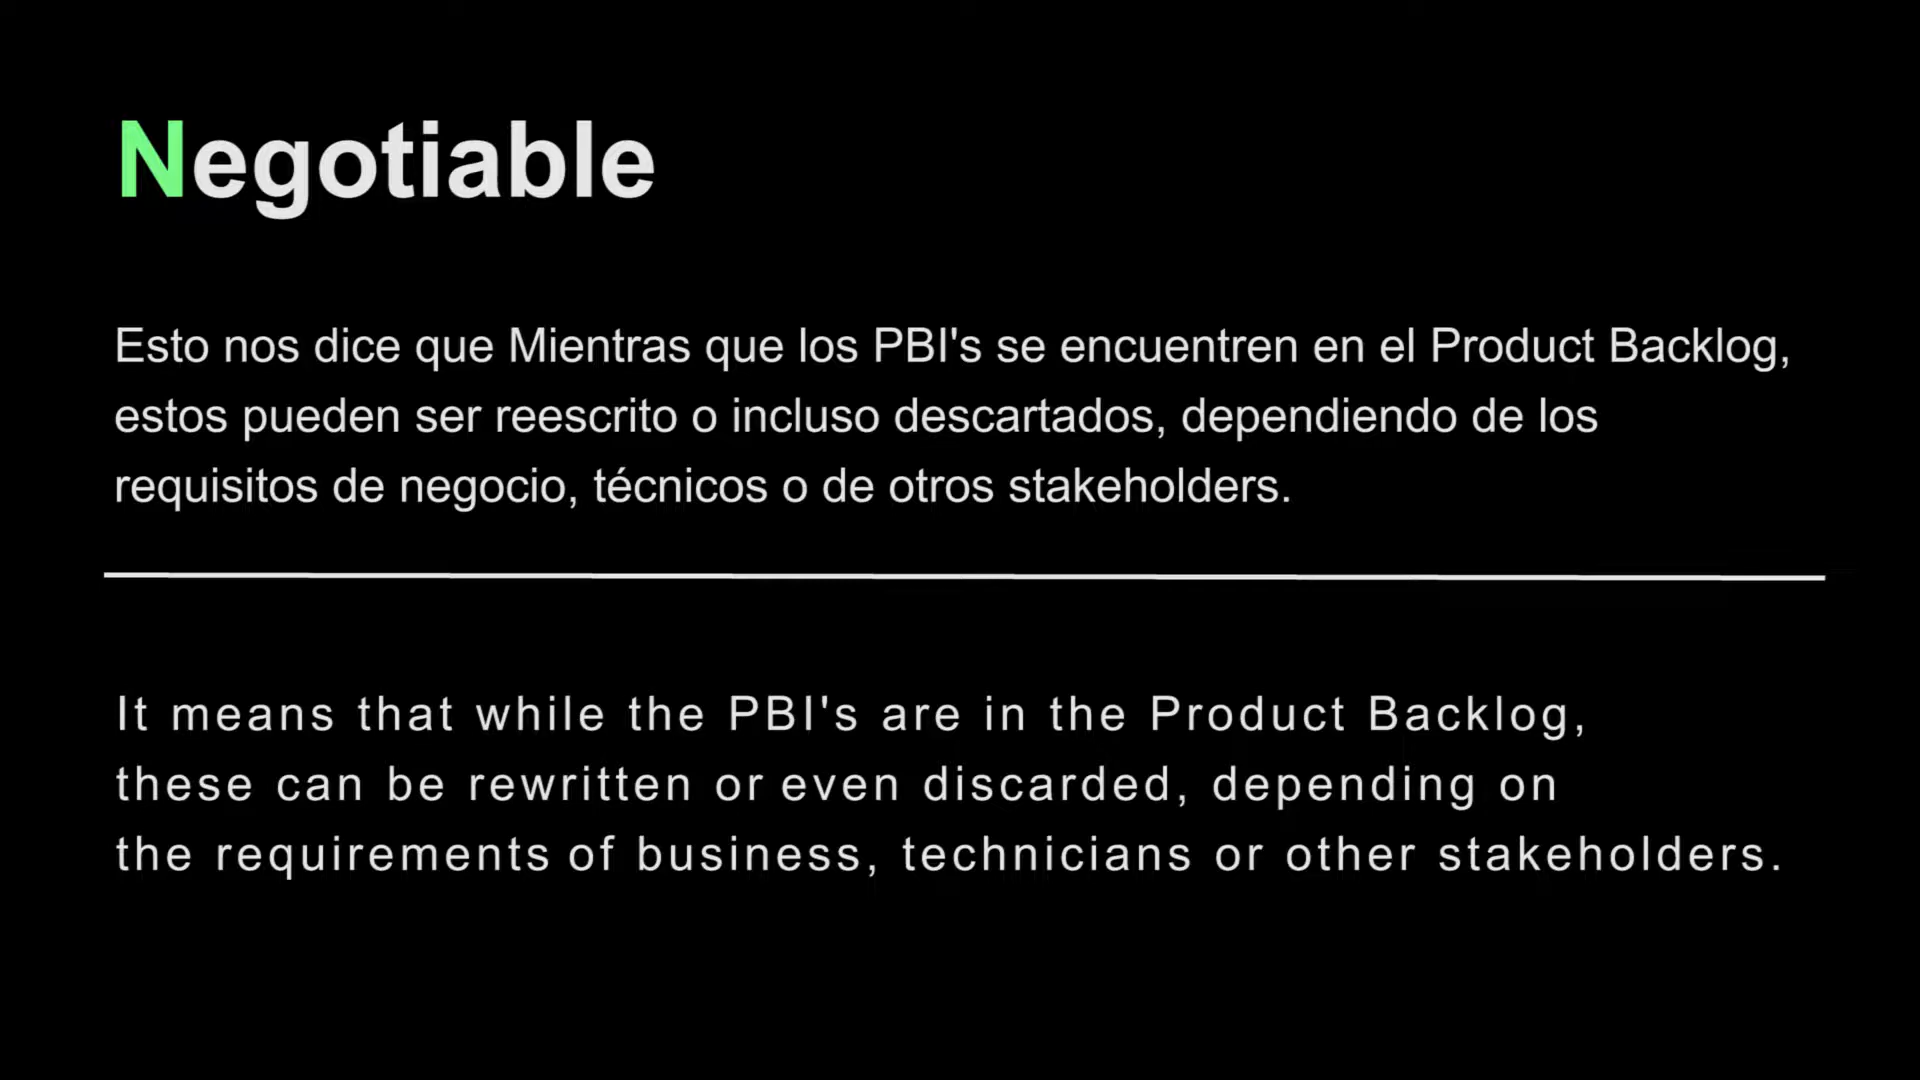 Negotiable
Esto nos dice que Mientras que los PBI's se encuentren en el Product Backlog,
estos pueden ser reescrito o incluso descartados, dependiendo de los
requisitos de negocio, técnicos o de otros stakeholders.
It means that while the PBI's are in the Product Backlog,
these can be rewritten or even discarded, depending on
the requirements of business, technicians or other stakeholders.